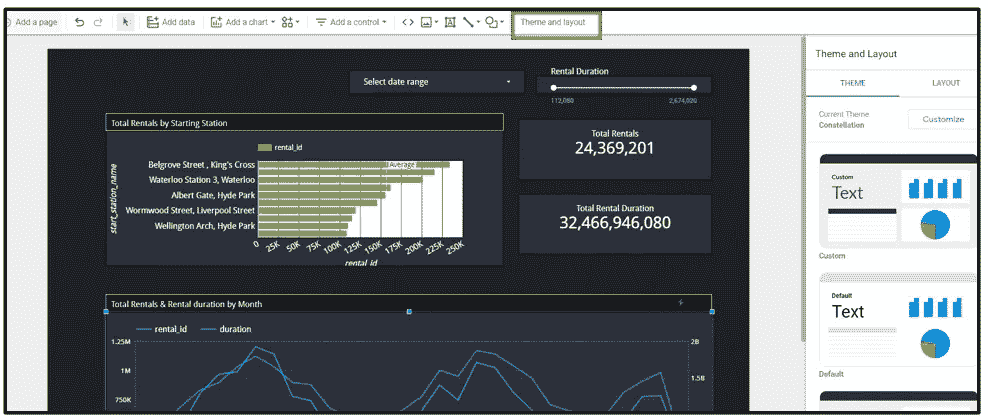 Add a page Add data Add a chart Add a control Theme and layout
Theme and Layout
THEME LAYOUT
Current Theme
Constellation
Customize
Custom
Text
Custom
Default
Text
Default
Select date range
Rental Duration
112,080 2,674,020
Total Rentals by Starting Station
rental_id
start_station_name
Belgrove Street , King's Cross
Waterloo Station 3, Waterloo
Albert Gate, Hyde Park
Wormwood Street, Liverpool Street
Wellington Arch, Hyde Park
Average
0 25K 50K 75K 100K 125K 150K 175K 200K 225K 250K
rental_id
Total Rentals
24,369,201
Total Rental Duration
32,466,946,080
Total Rentals & Rental duration by Month
rental_id duration
1.25M 2B
1M
1.5B
750K